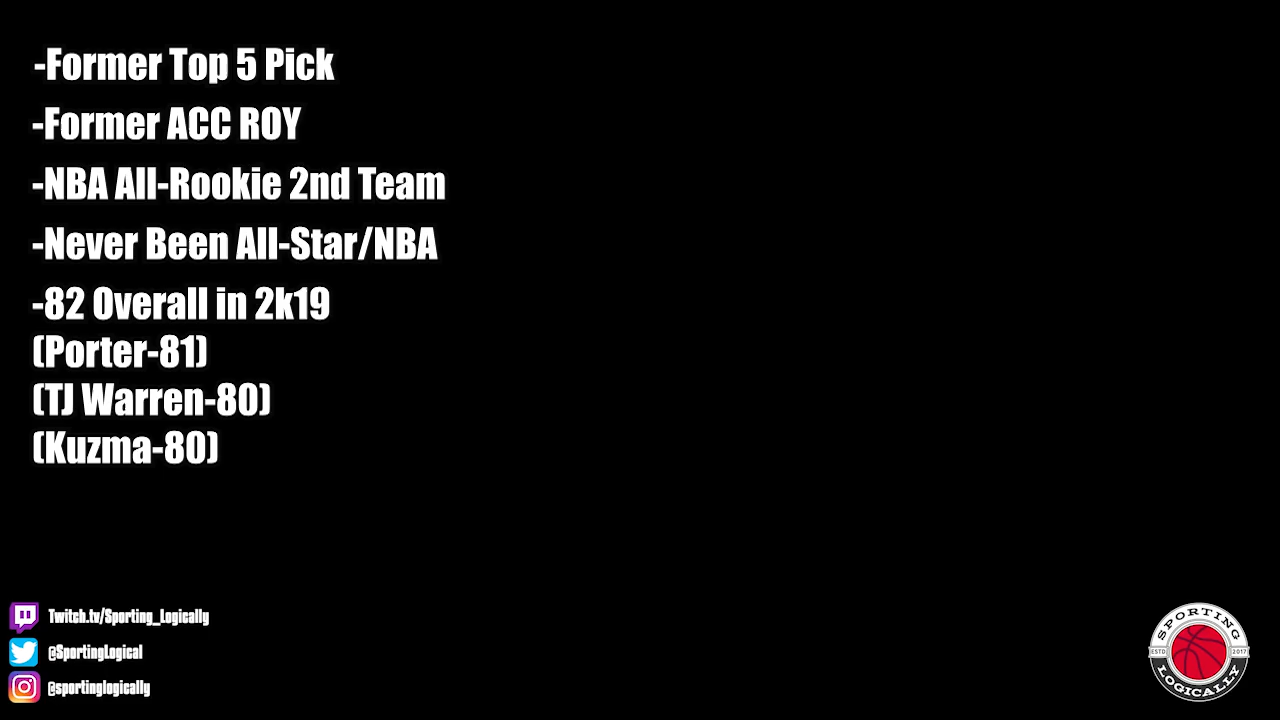 -Former Top 5 Pick
-Former ACC ROY
-NBA All-Rookie 2nd Team
-Never Been All-Star/NBA
-82 Overall in 2k19
(Porter-81)
(TJ Warren-80)
(Kuzma-80)
Twitch.tv/Sporting_Logically
@SportingLogical
@sportinglogically
SPORTING
ESTD 2017
LOGICALLY